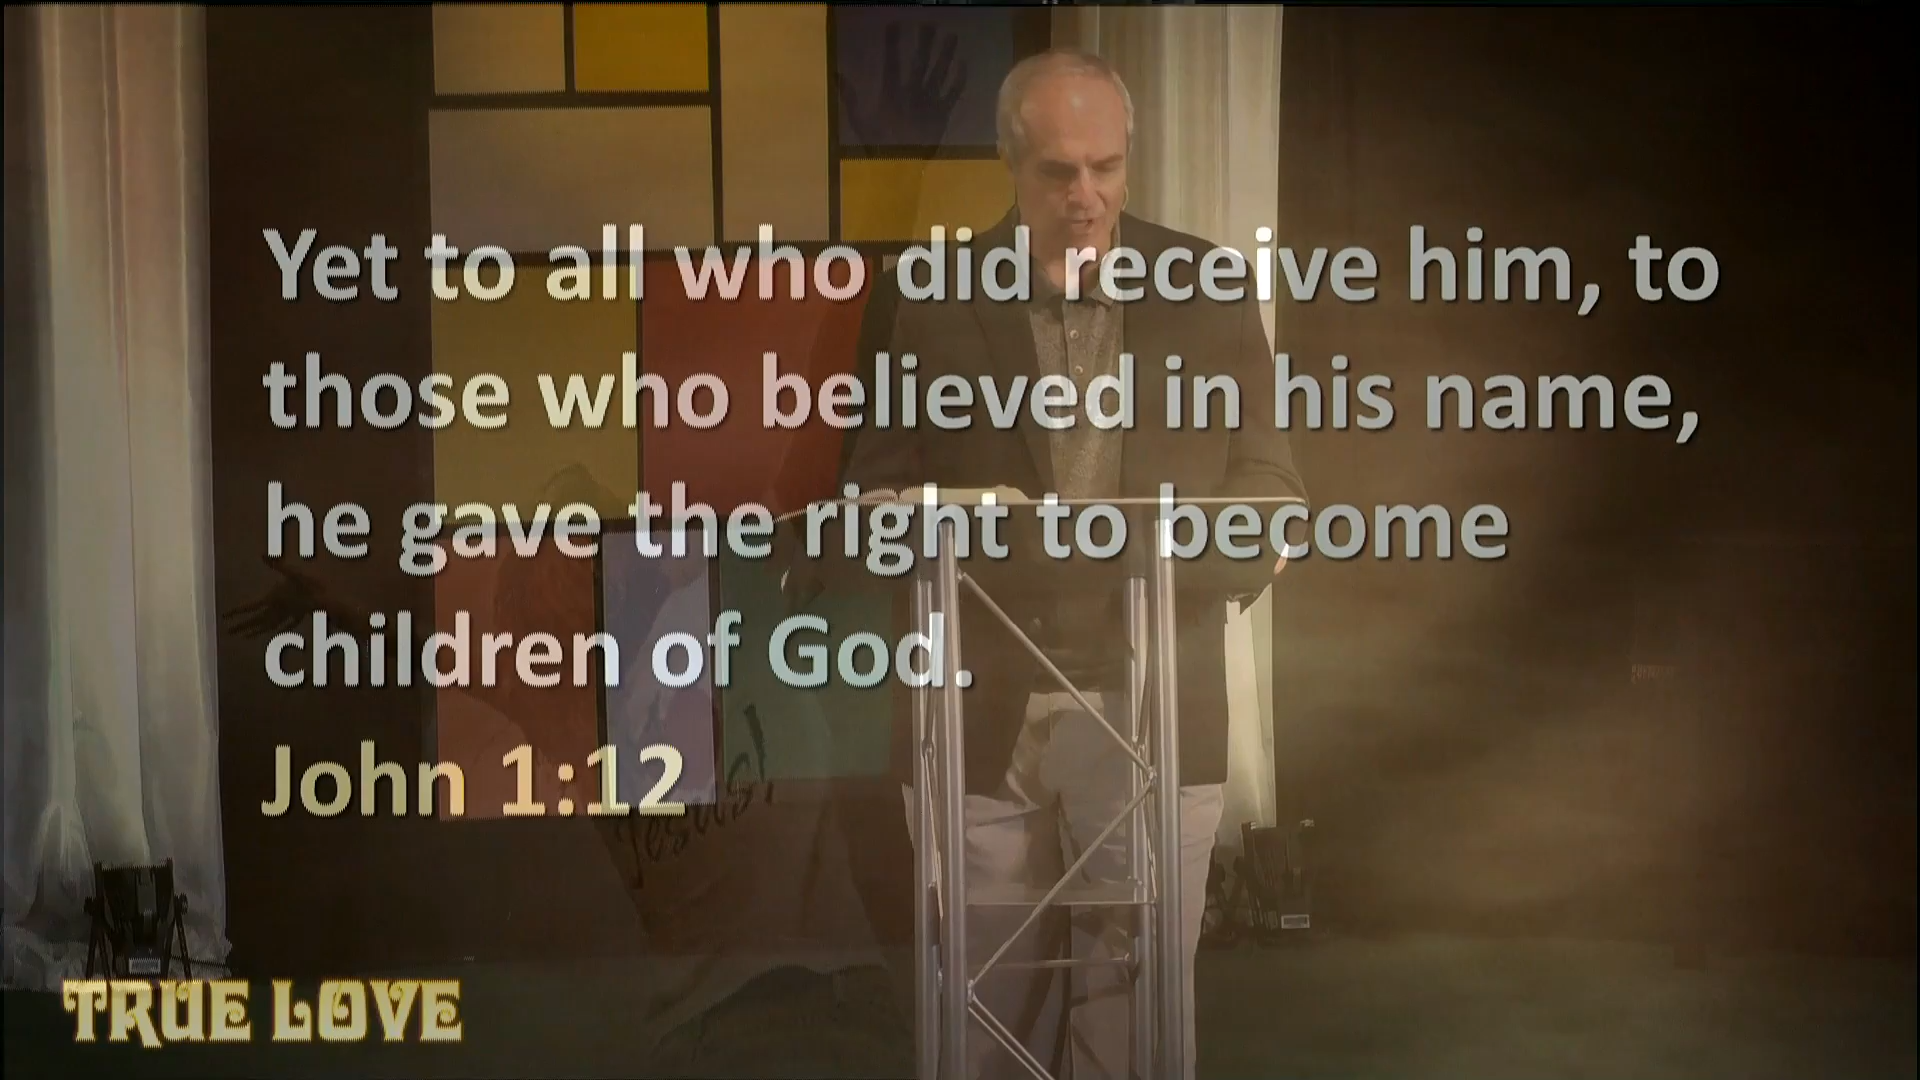 Yet to all who did receive him, to
those who believed in his name,
he gave the right to become
children of God.
John 1:12
Jesus!
TRUE LOVE